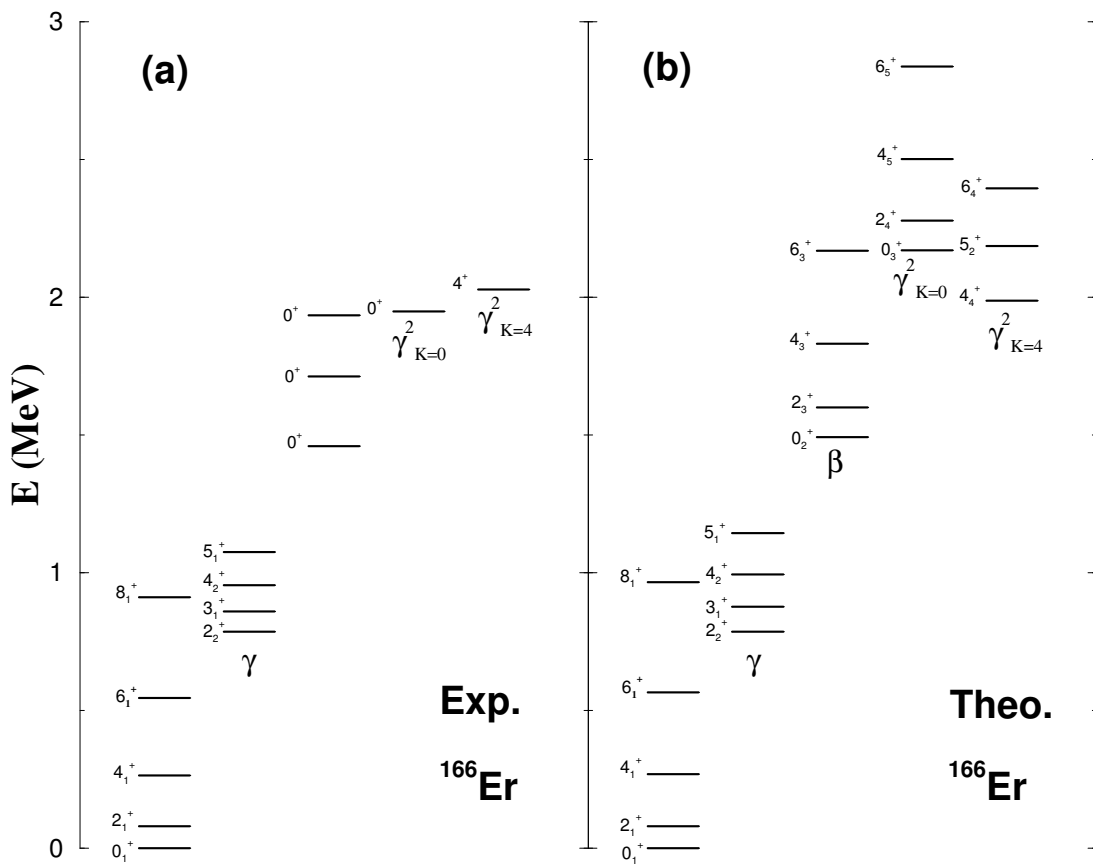 E (MeV)
3
2
1
0
(a)
0⁺
0⁺
4⁺
γ²K=0
γ²K=4
0⁺
0⁺
5₁⁺
4₂⁺
3₁⁺
2₂⁺
γ
8₁⁺
6₁⁺
4₁⁺
2₁⁺
0₁⁺
Exp.
¹⁶⁶Er
(b)
6₅⁺
4₅⁺
2₄⁺
0₃⁺
γ²K=0
6₄⁺
5₂⁺
4₄⁺
γ²K=4
6₃⁺
4₃⁺
2₃⁺
0₂⁺
β
5₁⁺
4₂⁺
3₁⁺
2₂⁺
γ
8₁⁺
6₁⁺
4₁⁺
2₁⁺
0₁⁺
Theo.
¹⁶⁶Er